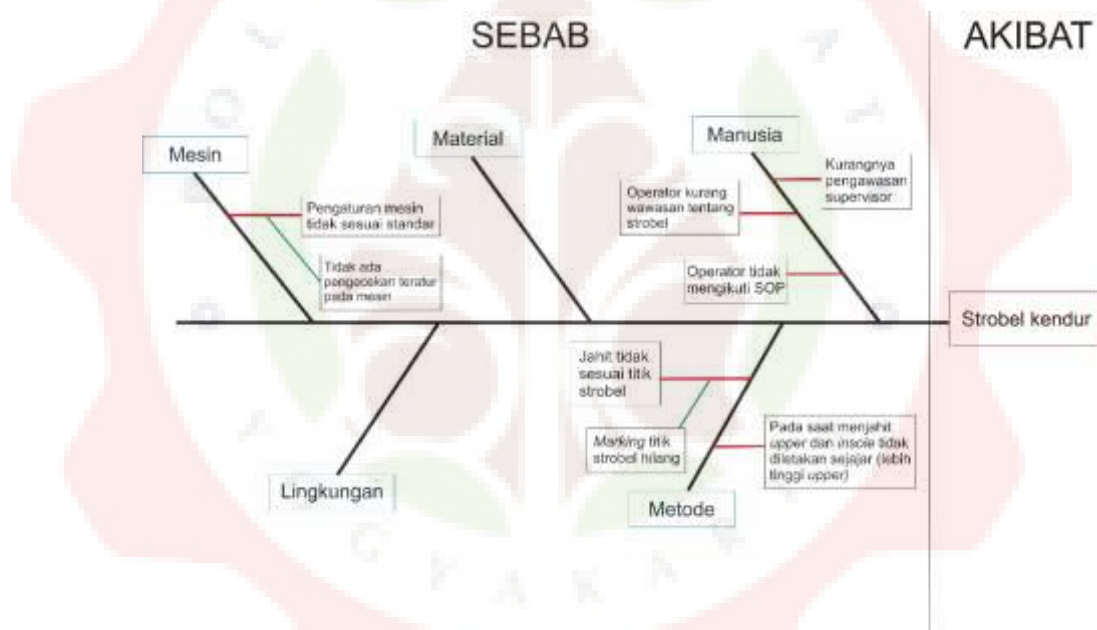 SEBAB
AKIBAT
Mesin
Material
Manusia
Pengaturan mesin
tidak sesuai standar
Tidak ada
pengecekan teratur
pada mesin
Operator kurang
wawasan tentang
strobel
Kurangnya
pengawasan
supervisor
Operator tidak
mengikuti SOP
Strobel kendur
Jahit tidak
sesuai titik
strobel
Marking titik
strobel hilang
Pada saat menjahit
upper dan insole tidak
diletakan sejajar (lebih
tinggi upper)
Lingkungan
Metode